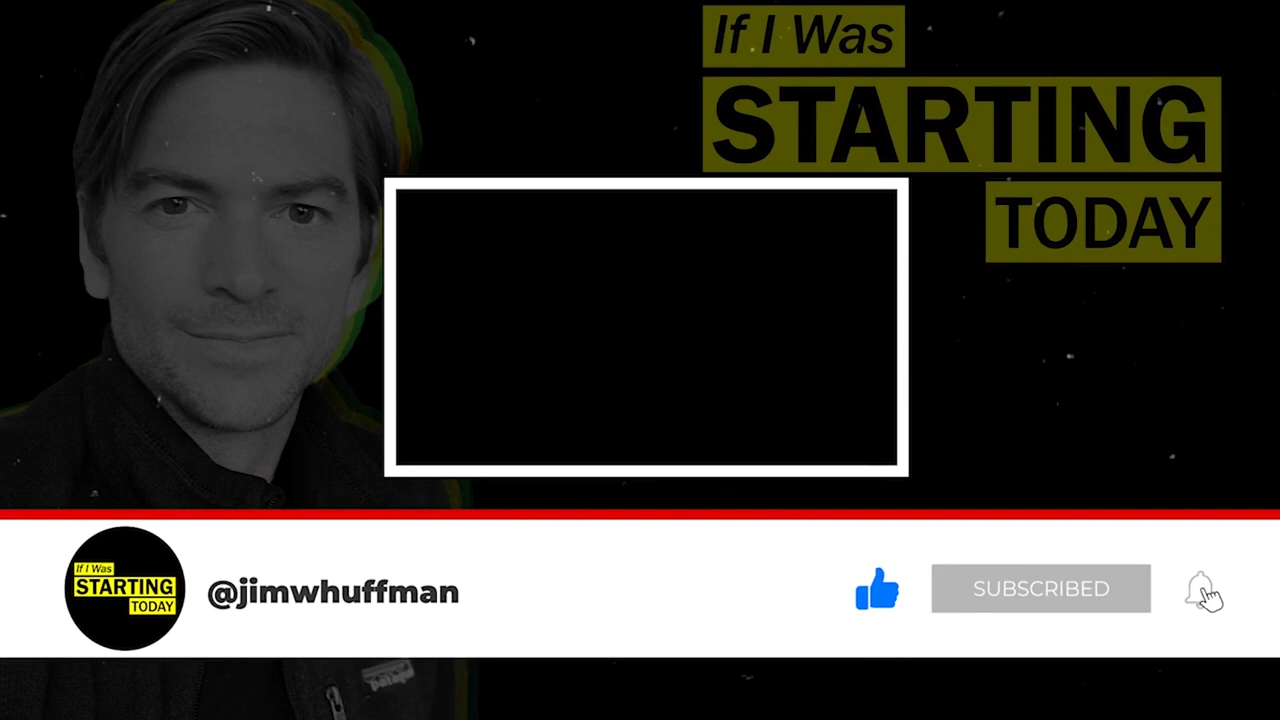 If I Was
STARTING
TODAY
If I Was
STARTING
TODAY
@jimwhuffman
SUBSCRIBED